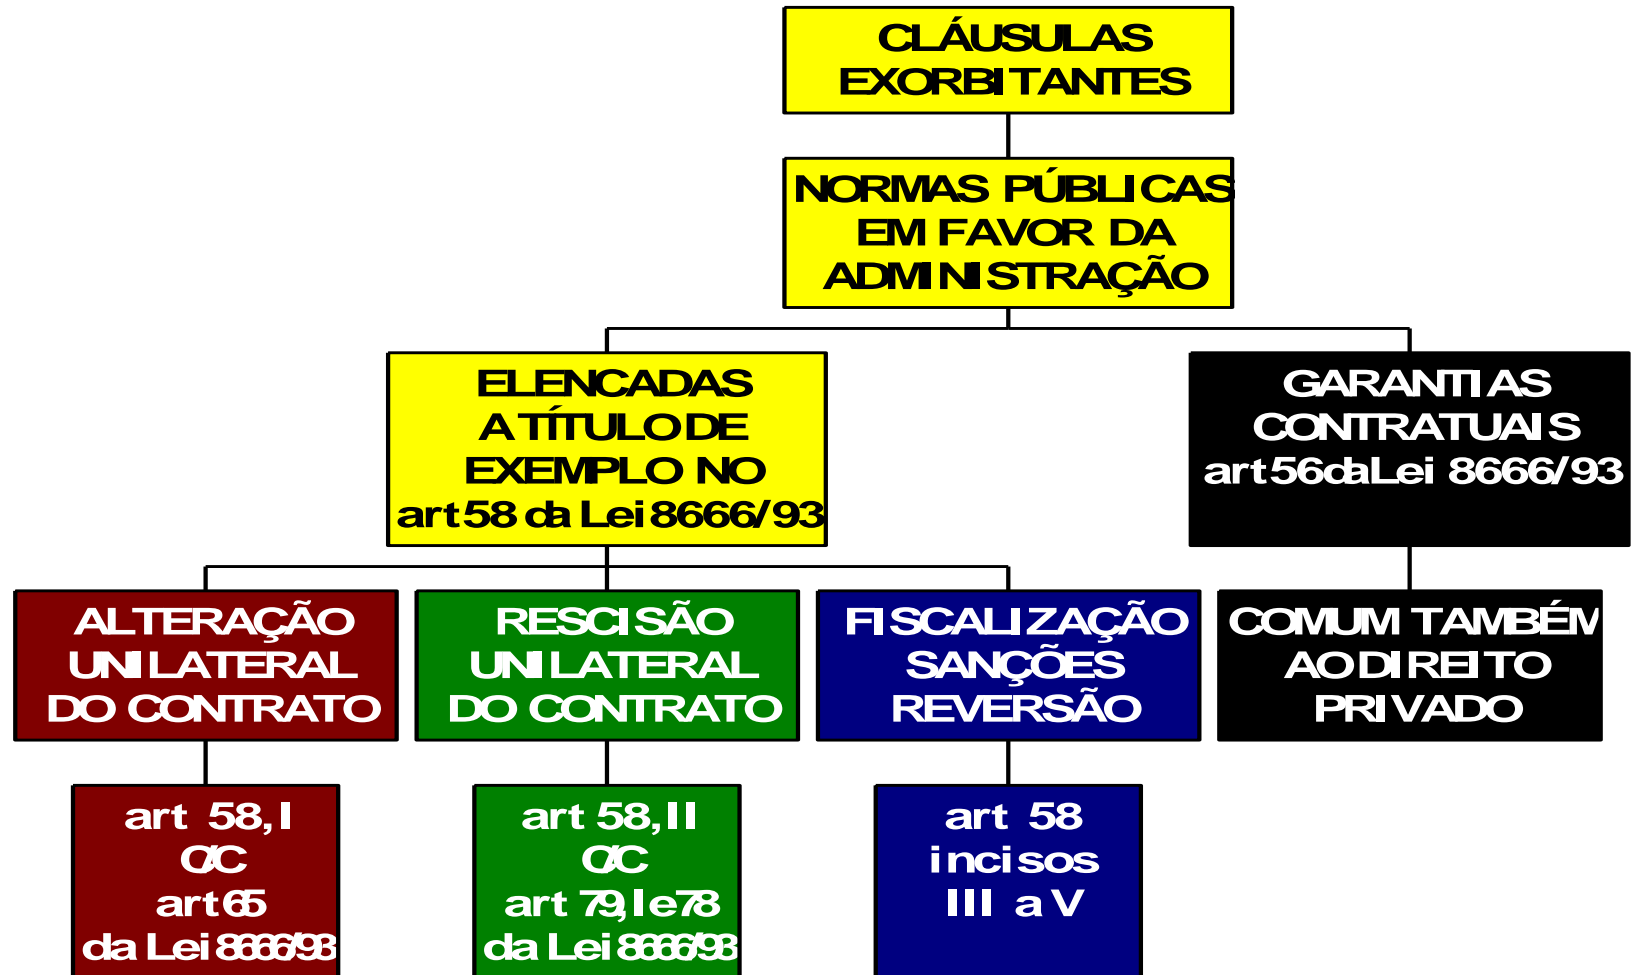 CLÁUSULAS
EXORBITANTES
NORMAS PÚBLICAS
EM FAVOR DA
ADMINISTRAÇÃO
ELENCADAS
A TÍTULO DE
EXEMPLO NO
art 58 da Lei 8666/93
GARANTIAS
CONTRATUAIS
art 56 da Lei 8666/93
ALTERAÇÃO
UNILATERAL
DO CONTRATO
RESCISÃO
UNILATERAL
DO CONTRATO
FISCALIZAÇÃO
SANÇÕES
REVERSÃO
COMUM TAMBÉM
AO DIREITO
PRIVADO
art 58, I
C/C
art 65
da Lei 8666/93
art 58, II
C/C
art 79, I e 78
da Lei 8666/93
art 58
incisos
III a V